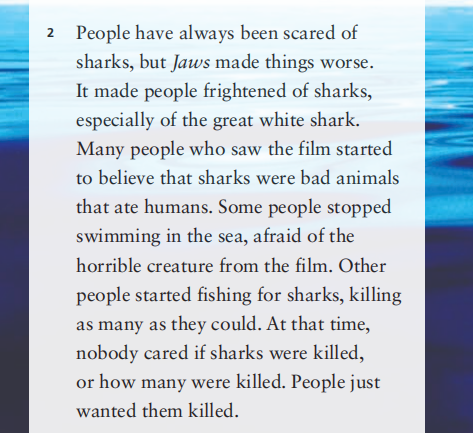 2 People have always been scared of
sharks, but Jaws made things worse.
It made people frightened of sharks,
especially of the great white shark.
Many people who saw the film started
to believe that sharks were bad animals
that ate humans. Some people stopped
swimming in the sea, afraid of the
horrible creature from the film. Other
people started fishing for sharks, killing
as many as they could. At that time,
nobody cared if sharks were killed,
or how many were killed. People just
wanted them killed.